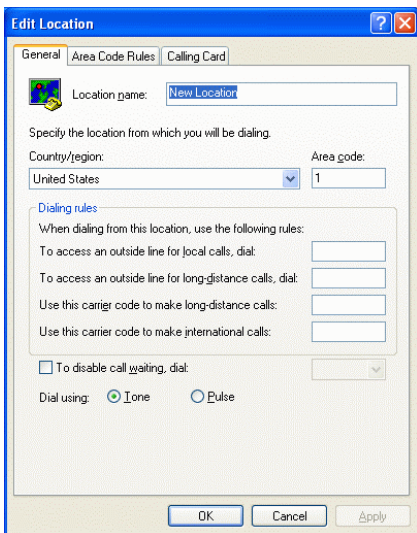 Edit Location
General Area Code Rules Calling Card
Location name: New Location
Specify the location from which you will be dialing.
Country/region: Area code:
United States 1
Dialing rules
When dialing from this location, use the following rules:
To access an outside line for local calls, dial:
To access an outside line for long-distance calls, dial:
Use this carrier code to make long-distance calls:
Use this carrier code to make international calls:
To disable call waiting, dial:
Dial using: Tone Pulse
OK Cancel Apply